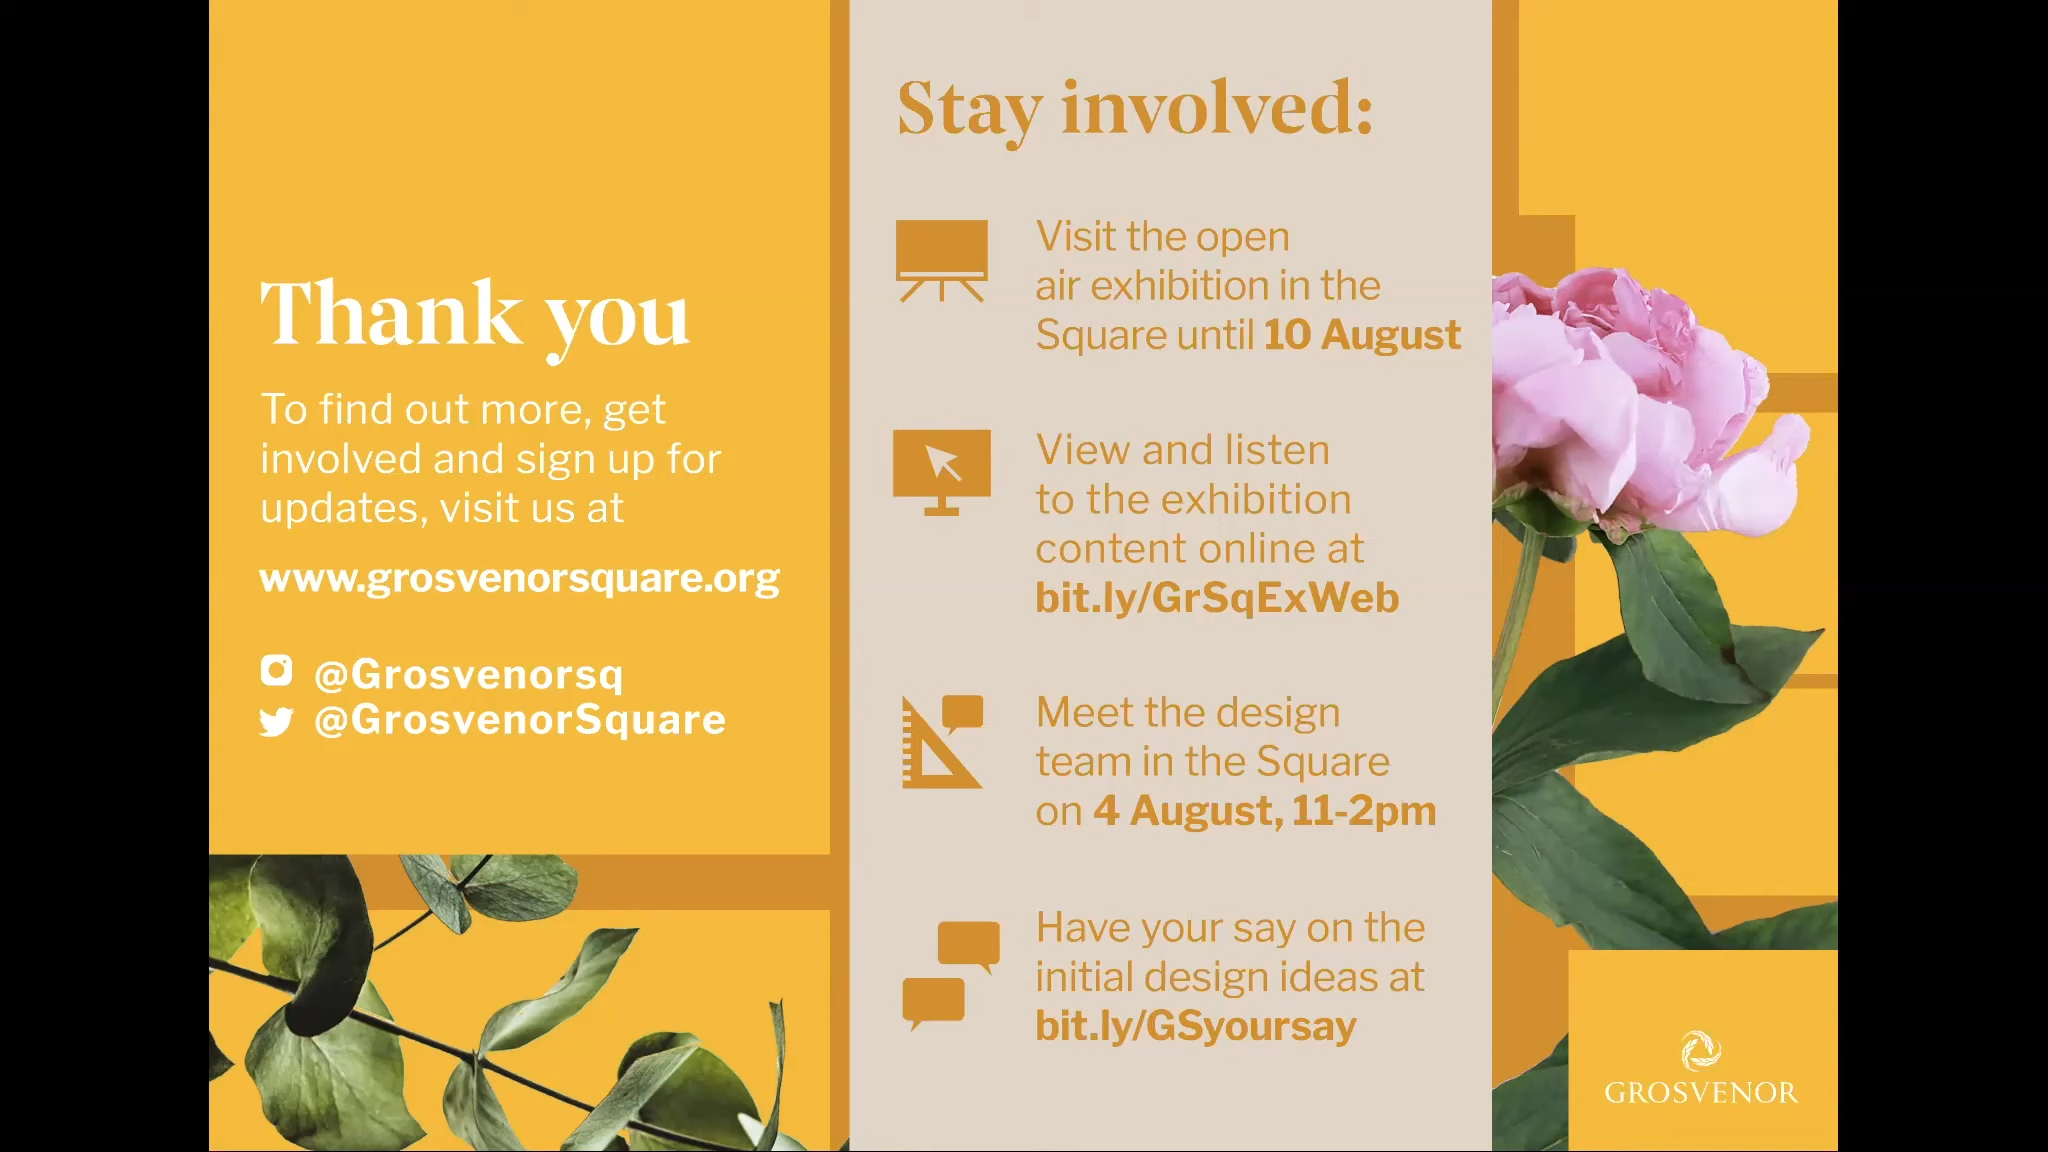 Thank you
To find out more, get
involved and sign up for
updates, visit us at
www.grosvenorsquare.org
@Grosvenorsq
@GrosvenorSquare
Stay involved:
Visit the open
air exhibition in the
Square until 10 August
View and listen
to the exhibition
content online at
bit.ly/GrSqExWeb
Meet the design
team in the Square
on 4 August, 11-2pm
Have your say on the
initial design ideas at
bit.ly/GSyoursay
GROSVENOR